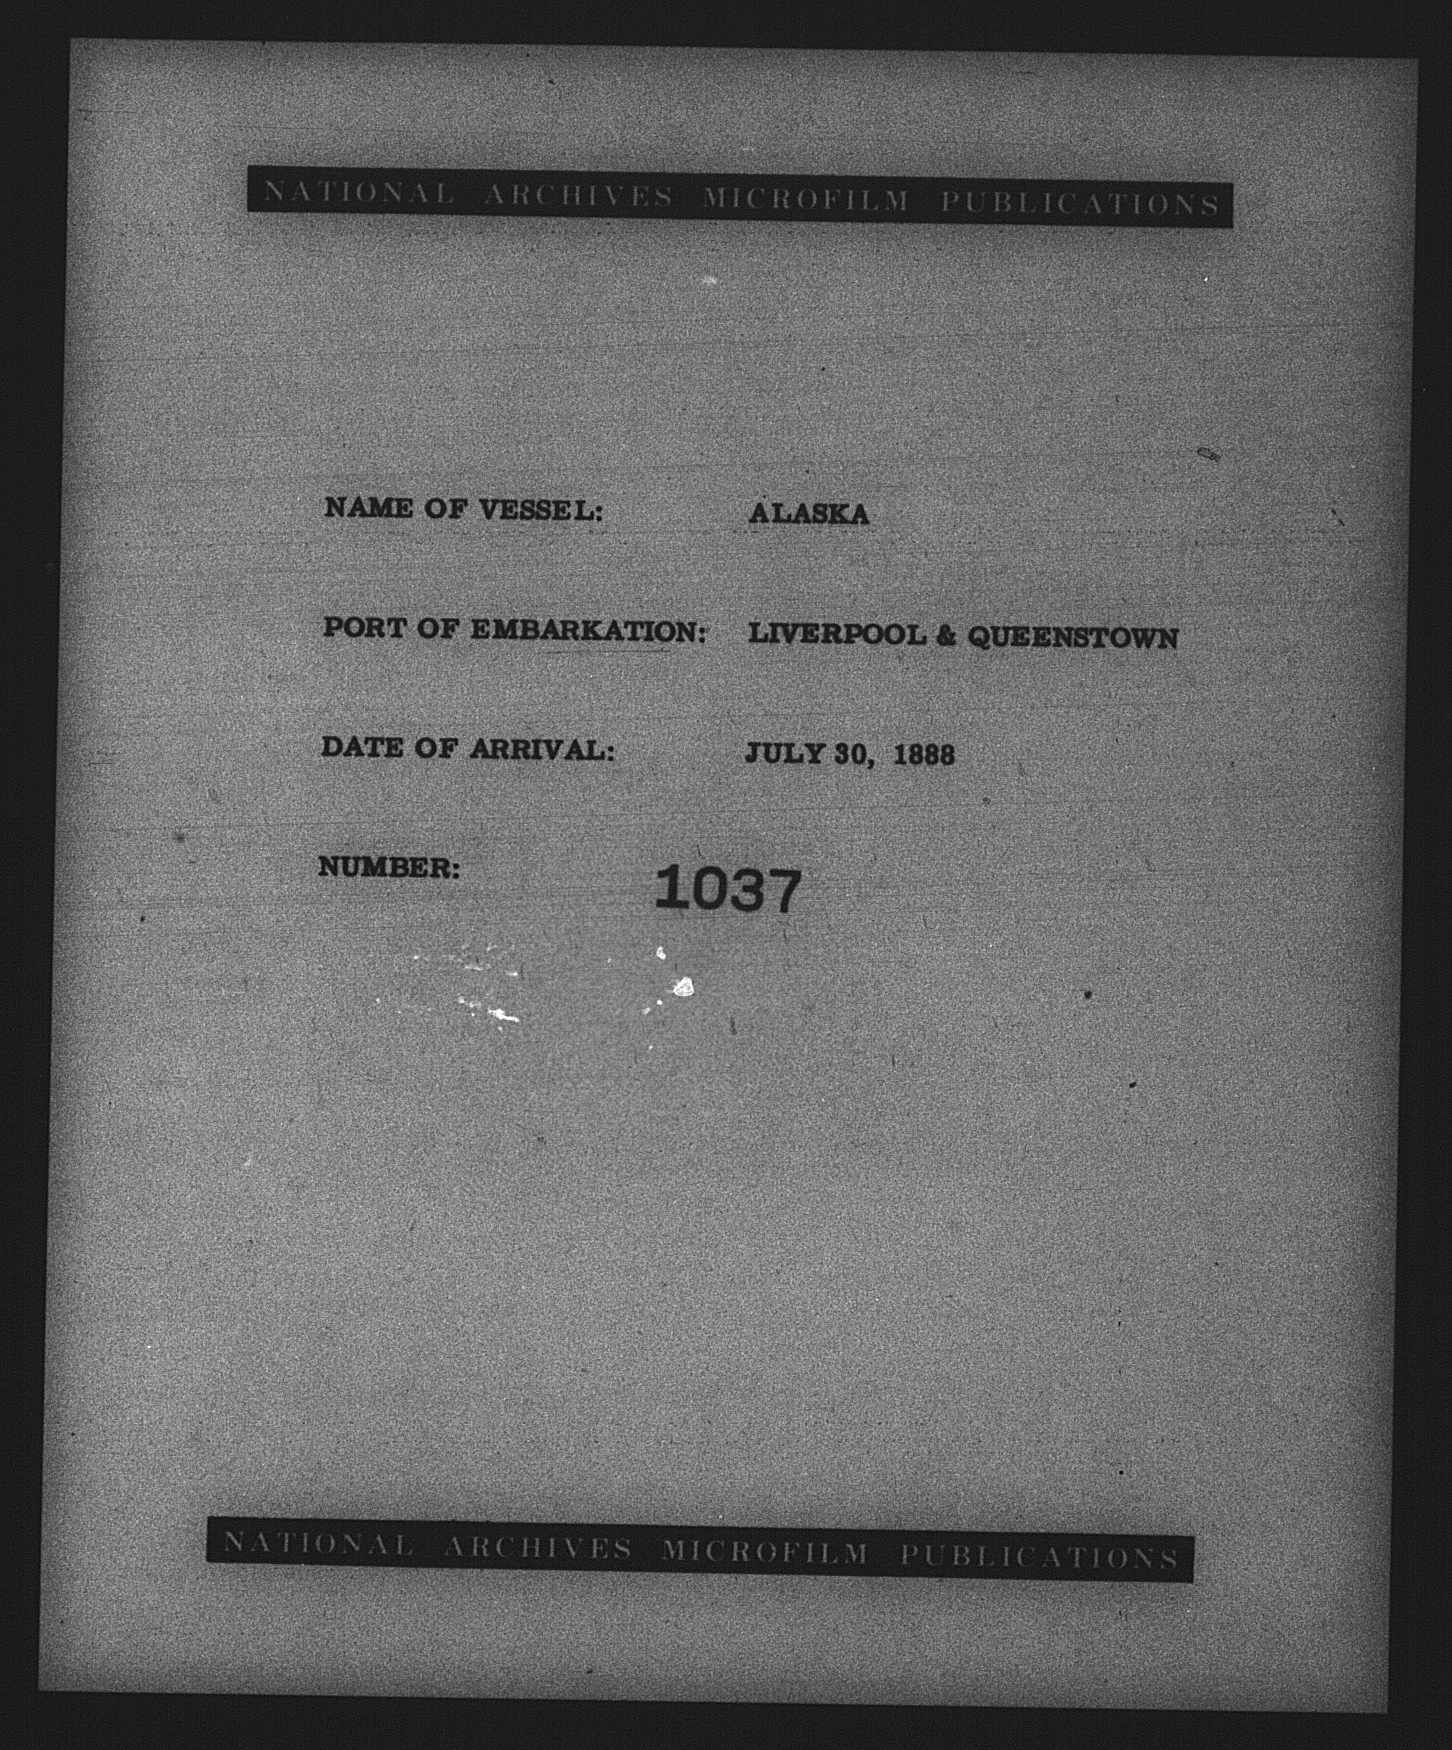 NATIONAL ARCHIVES MICROFILM PUBLICATIONS
NAME OF VESSEL: ALASKA
PORT OF EMBARKATION: LIVERPOOL & QUEENSTOWN
DATE OF ARRIVAL: JULY 30, 1888
NUMBER: 1037
NATIONAL ARCHIVES MICROFILM PUBLICATIONS